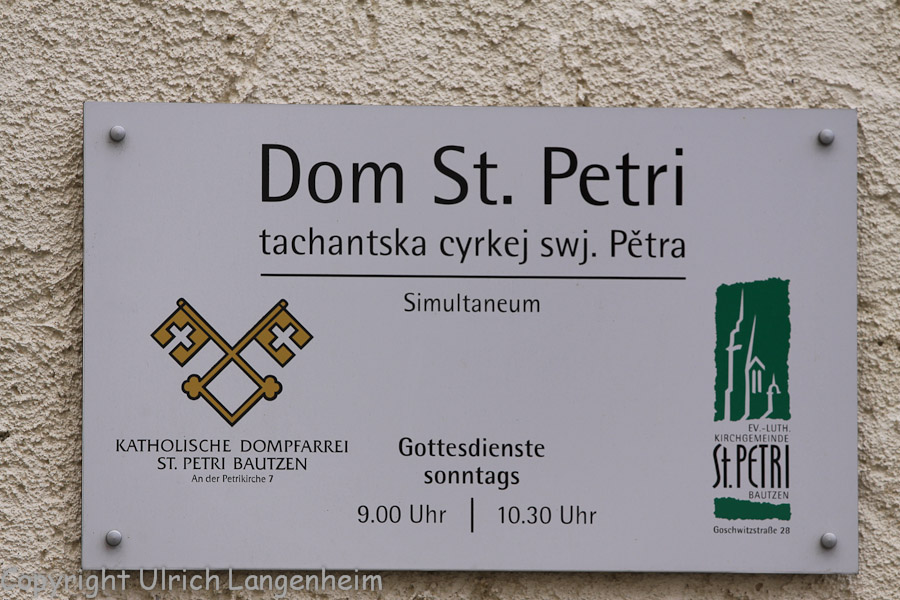 Dom St. Petri
tachantska cyrkej swj. Pětra
Simultaneum
KATHOLISCHE DOMPFARREI
ST. PETRI BAUTZEN
An der Petrikirche 7
Gottesdienste
sonntags
9.00 Uhr | 10.30 Uhr
EV.-LUTH.
KIRCHGEMEINDE
St. PETRI
BAUTZEN
Goschwitzstraße 28
Copyright Ulrich Langenheim